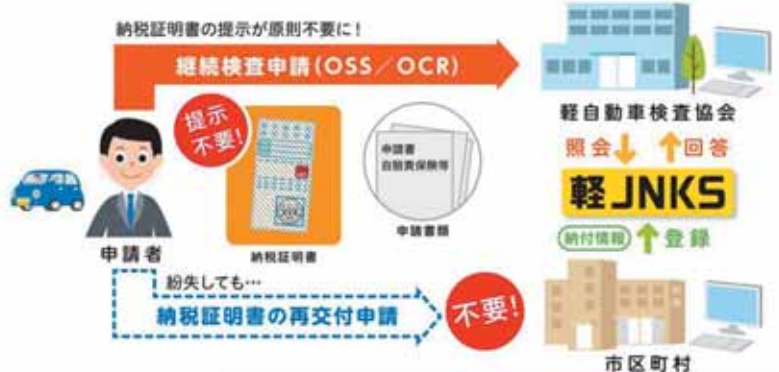 納税証明書の提示が原則不要に！
継続検査申請（OSS／OCR）
提示
不要！
納税証明書
申請書
自賠責保険等
申請書類
申請者
軽自動車検査協会
照会 回答
軽JNKS
納付情報 登録
市区町村
紛失しても…
納税証明書の再交付申請
不要！